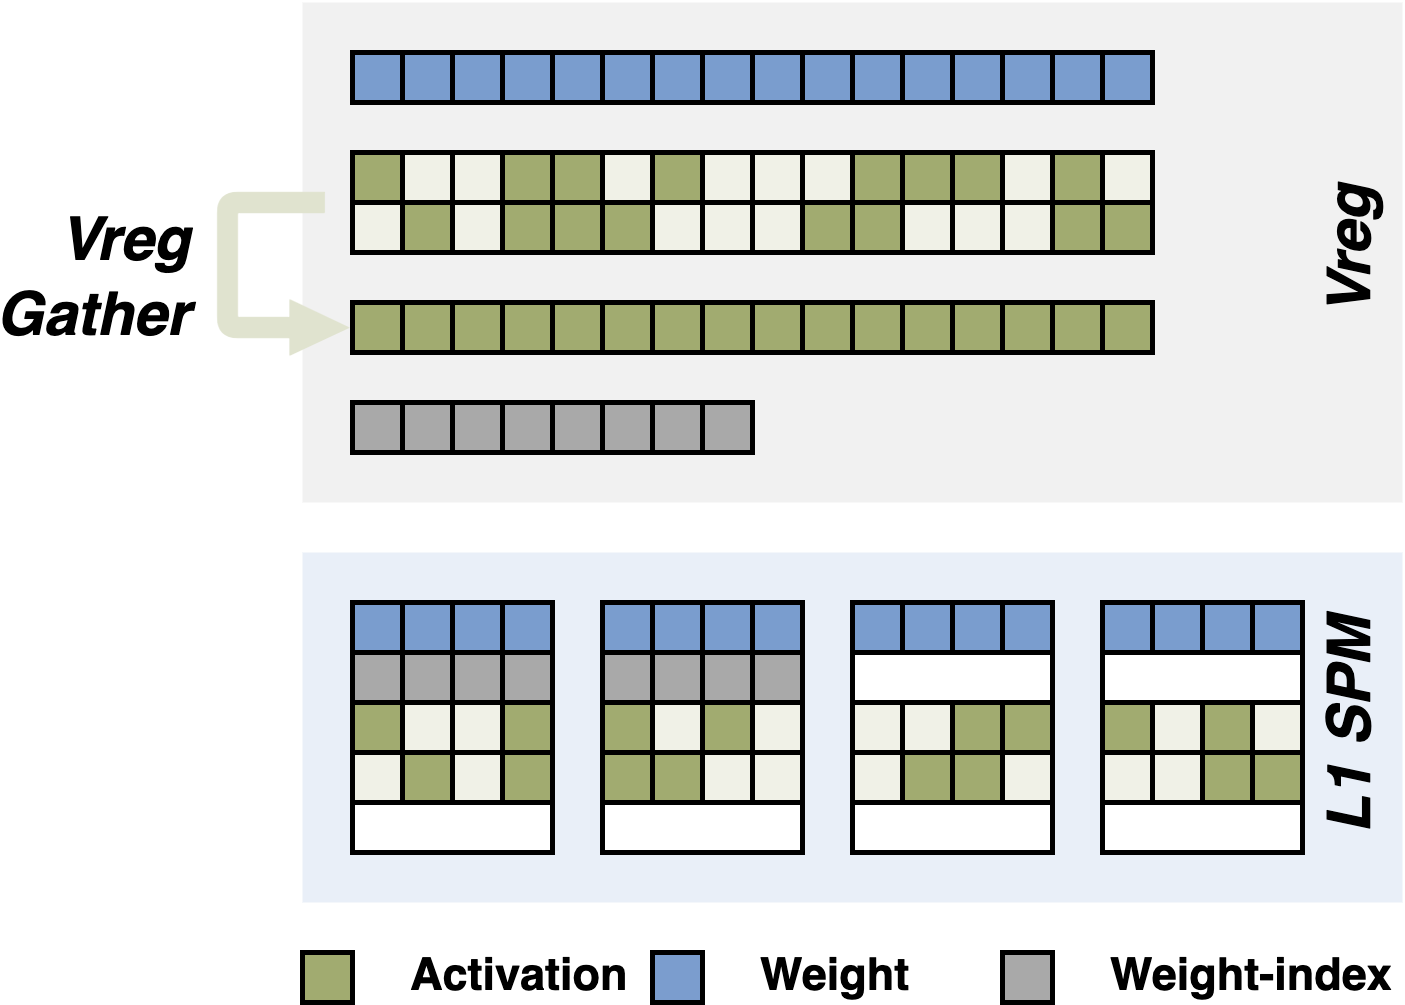 Vreg
Gather
Vreg
L1 SPM
Activation
Weight
Weight-index